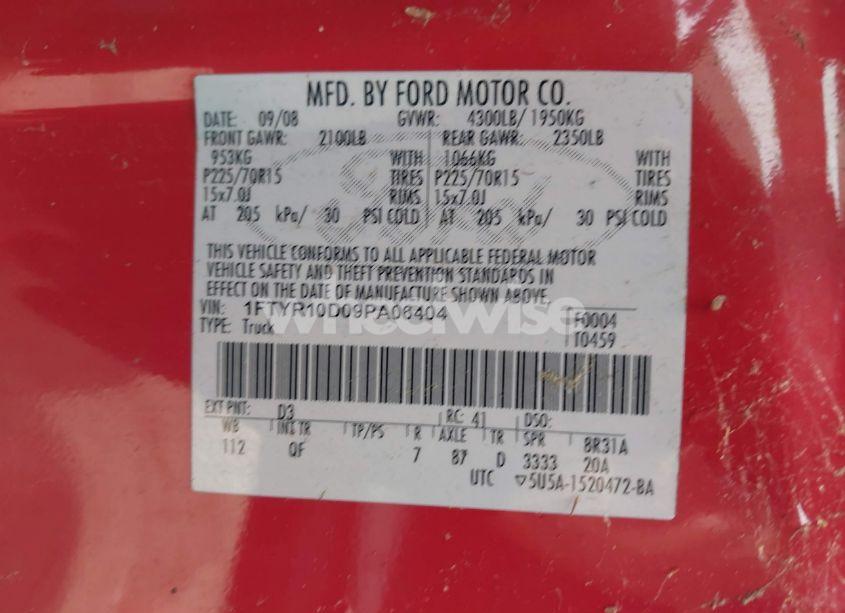 MFD. BY FORD MOTOR CO.
DATE: 09/08 GVWR: 4300LB/ 1950KG
FRONT GAWR: 2100LB REAR GAWR: 2350LB
953KG WITH 1066KG WITH
P225/70R15 TIRES P225/70R15 TIRES
15x7.0J RIMS 15x7.0J RIMS
AT 205 kPa/ 30 PSI COLD AT 205 kPa/ 30 PSI COLD
THIS VEHICLE CONFORMS TO ALL APPLICABLE FEDERAL MOTOR
VEHICLE SAFETY AND THEFT PREVENTION STANDARDS IN
EFFECT ON THE DATE OF MANUFACTURE SHOWN ABOVE.
VIN: 1FTYR10D09PA06404 F0004
TYPE: Truck T0459
wheelwise
EXT PNT: D3 RC: 41 DSO:
WB INT TR TP/PS R AXLE TR SPR 8R31A
112 QF 7 87 D 3333 20A
UTC ▽5U5A-1520472-BA